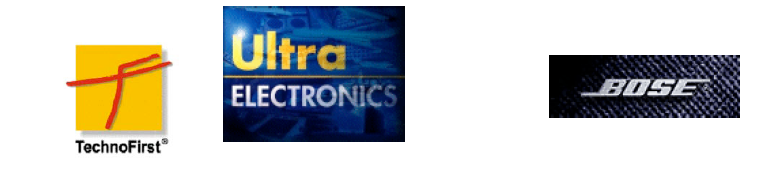 TechnoFirst®
Ultra
ELECTRONICS
BOSE